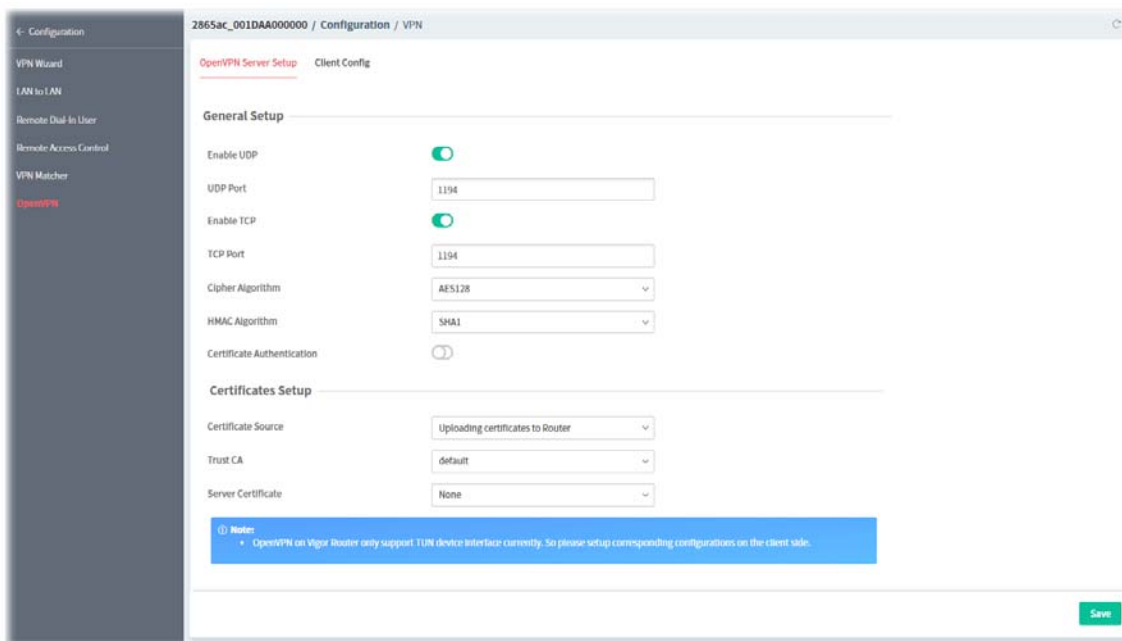 ← Configuration
VPN Wizard
LAN to LAN
Remote Dial-In User
Remote Access Control
VPN Matcher
OpenVPN
2865ac_001DAA000000 / Configuration / VPN
OpenVPN Server Setup Client Config
General Setup
Enable UDP
UDP Port 1194
Enable TCP
TCP Port 1194
Cipher Algorithm AES128
HMAC Algorithm SHA1
Certificate Authentication
Certificates Setup
Certificate Source Uploading certificates to Router
Trust CA default
Server Certificate None
Note:
• OpenVPN on Vigor Router only support TUN device interface currently. So please setup corresponding configurations on the client side.
Save